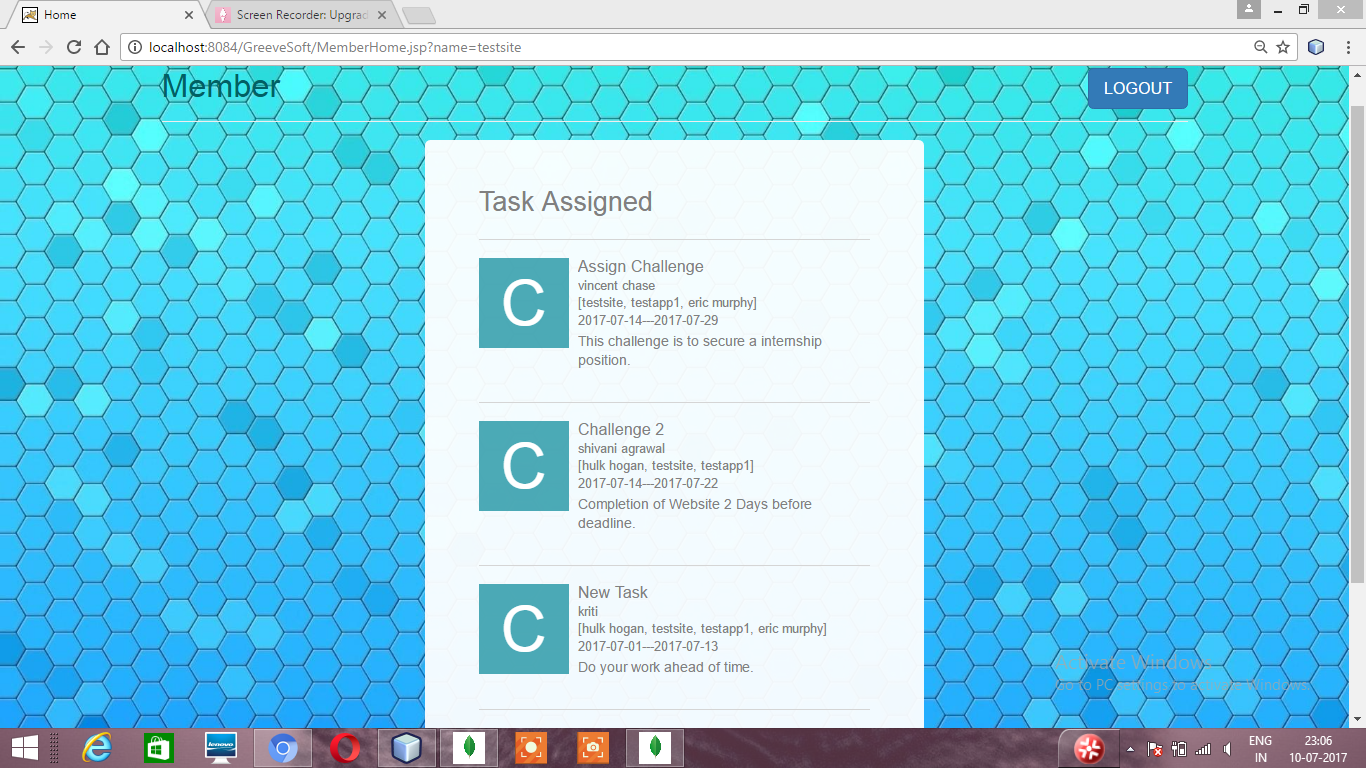 Home
Screen Recorder: Upgrad
localhost:8084/GreeveSoft/MemberHome.jsp?name=testsite
Member
LOGOUT
Task Assigned
C
Assign Challenge
vincent chase
[testsite, testapp1, eric murphy]
2017-07-14---2017-07-29
This challenge is to secure a internship
position.
C
Challenge 2
shivani agrawal
[hulk hogan, testsite, testapp1]
2017-07-14---2017-07-22
Completion of Website 2 Days before
deadline.
C
New Task
kriti
[hulk hogan, testsite, testapp1, eric murphy]
2017-07-01---2017-07-13
Do your work ahead of time.
Activate Windows
Go to PC settings to activate Windows.
lenovo
ENG
IN
23:06
10-07-2017